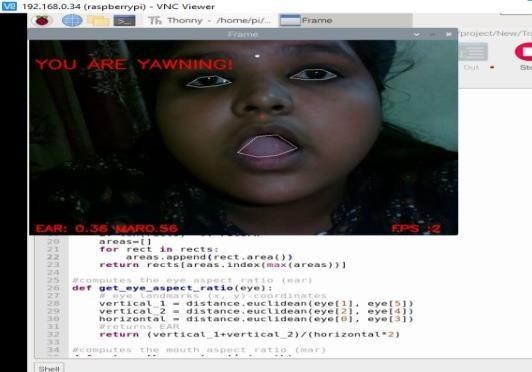 192.168.0.34 (raspberrypi) - VNC Viewer
Thonny - /home/pi/...
Frame
Frame
project/New/Tra
YOU ARE YAWNING!
Out
Sto
EAR: 0.36 MAR0.56
FPS :2
20 areas=[]
21 for rect in rects:
22 areas.append(rect.area())
23 return rects[areas.index(max(areas))]
24
25 #computes the eye aspect ratio (ear)
26 def get_eye_aspect_ratio(eye):
27 # eye landmarks (x, y)-coordinates
28 vertical_1 = distance.euclidean(eye[1], eye[5])
29 vertical_2 = distance.euclidean(eye[2], eye[4])
30 horizontal = distance.euclidean(eye[0], eye[3])
31 #returns EAR
32 return (vertical_1+vertical_2)/(horizontal*2)
33
34 #computes the mouth aspect ratio (mar)
Shell